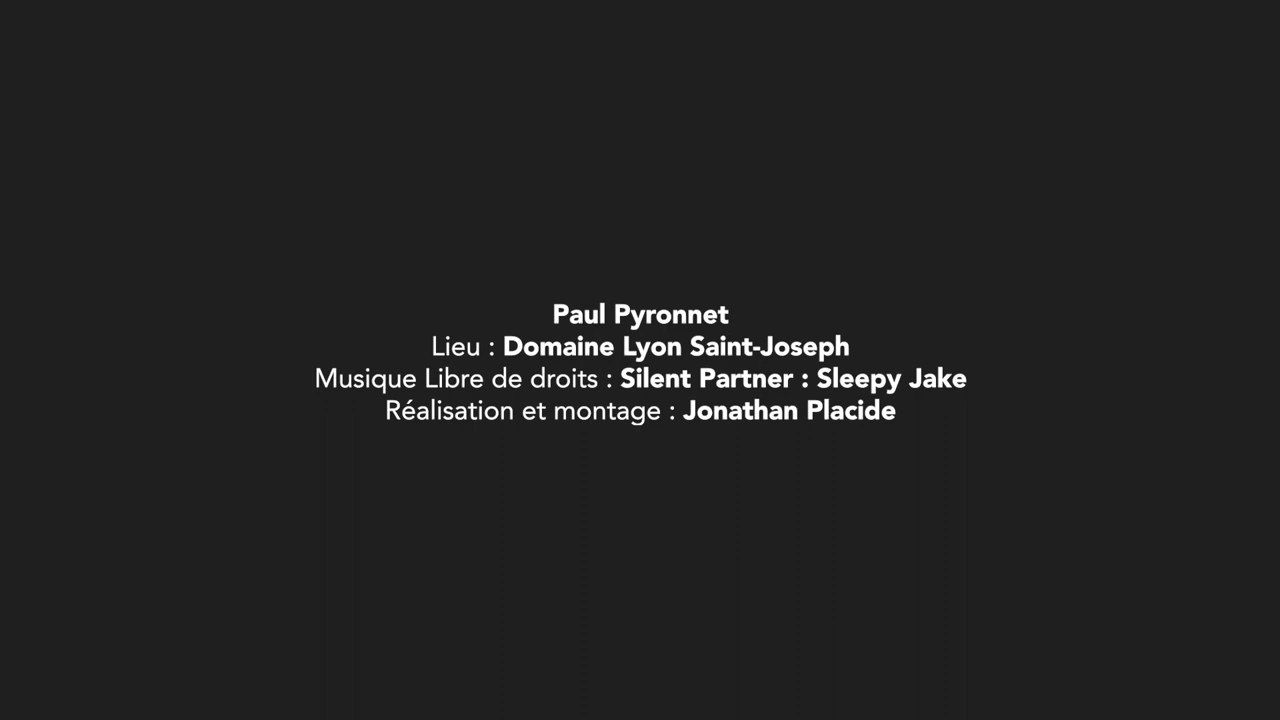 Paul Pyronnet
Lieu : Domaine Lyon Saint-Joseph
Musique Libre de droits : Silent Partner : Sleepy Jake
Réalisation et montage : Jonathan Placide